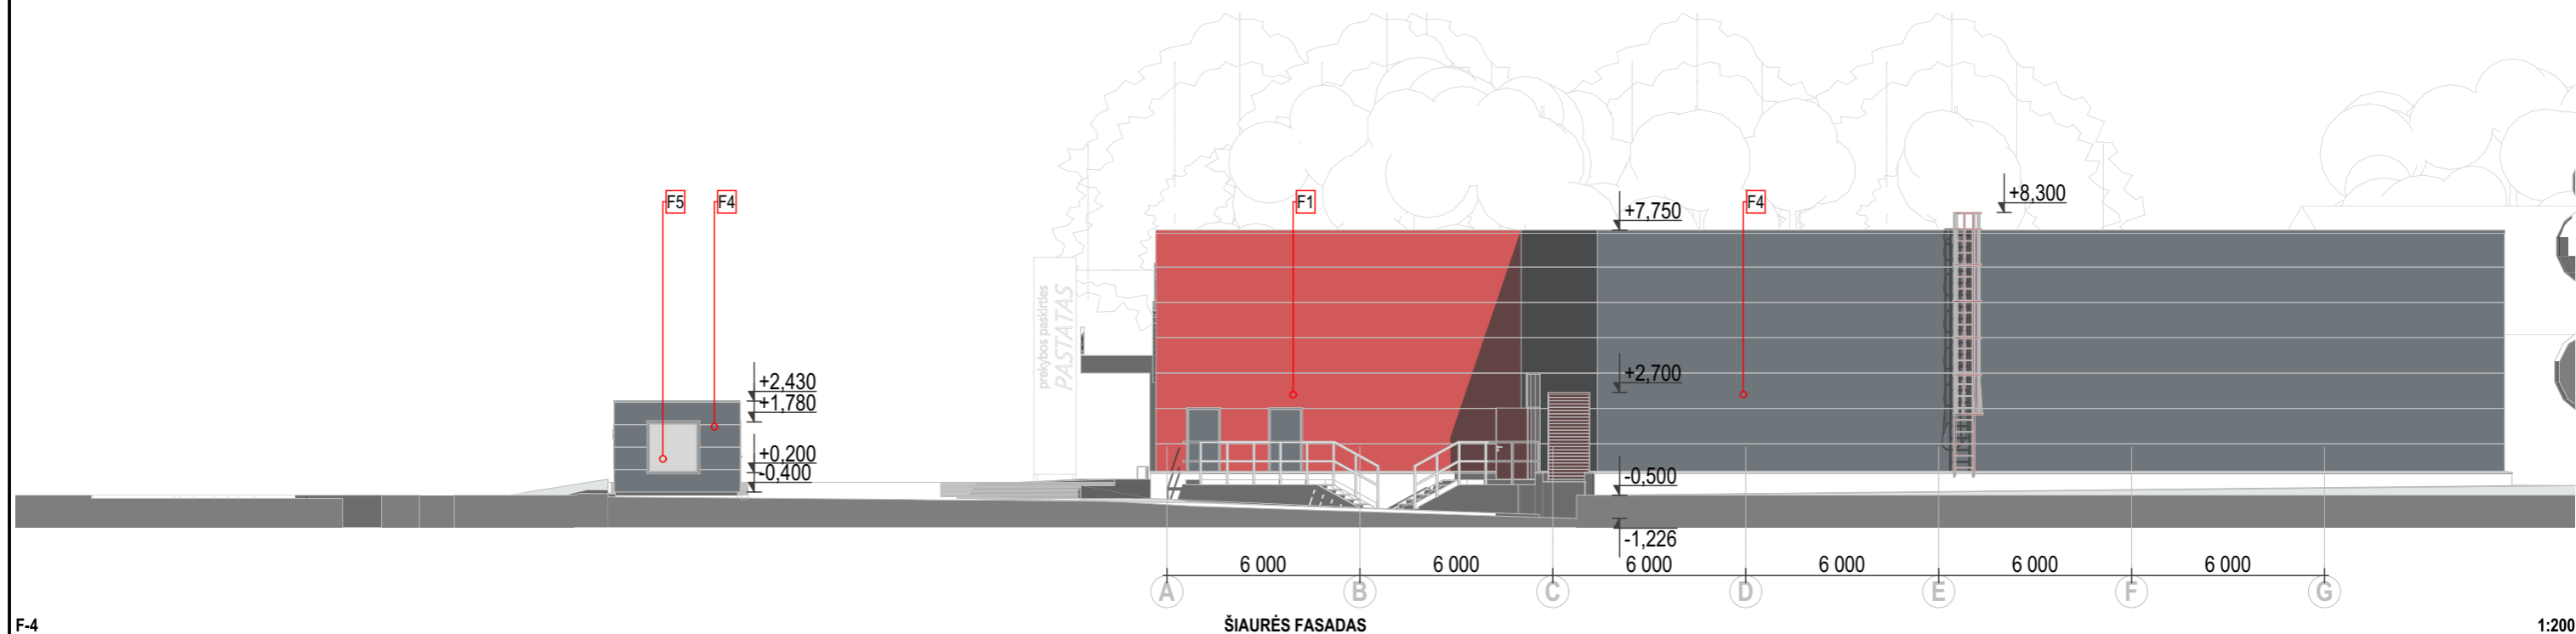 F5
F4
F1
F4
+8,300
+7,750
prekybos paskirties
PASTATAS
+2,700
+2,430
+1,780
+0,200
-0,400
-0,500
-1,226
6 000
6 000
6 000
6 000
6 000
6 000
A
B
C
D
E
F
G
F-4
ŠIAURĖS FASADAS
1:200